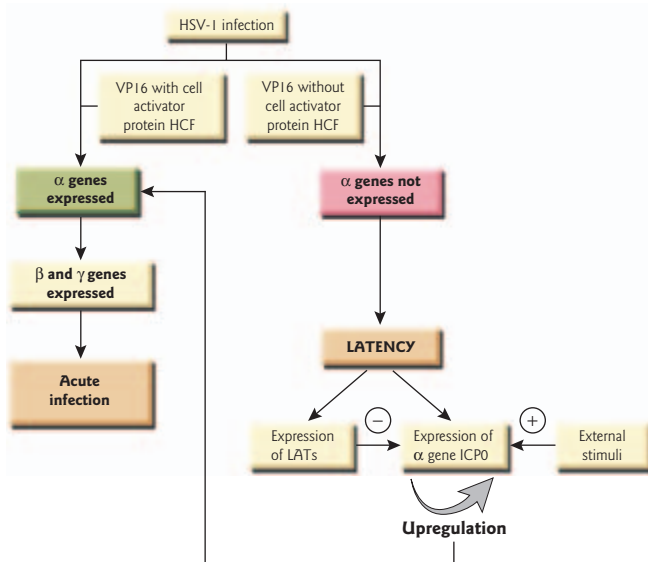 HSV-1 infection
VP16 with cell
activator
protein HCF
VP16 without
cell activator
protein HCF
α genes
expressed
α genes not
expressed
β and γ genes
expressed
LATENCY
Acute
infection
Expression
of LATs
−
Expression of
α gene ICP0
+
External
stimuli
Upregulation